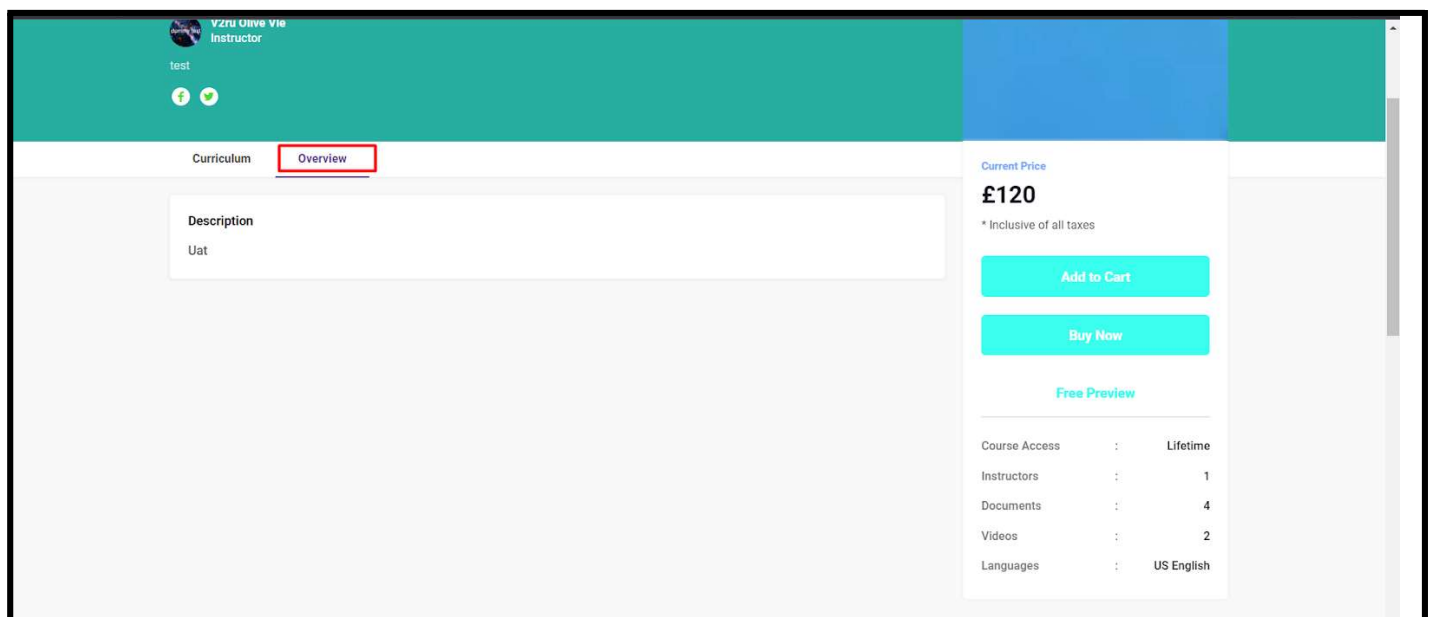 V2ru Olive Vie
Instructor
test
Curriculum
Overview
Description
Uat
Current Price
£120
* Inclusive of all taxes
Add to Cart
Buy Now
Free Preview
Course Access : Lifetime
Instructors : 1
Documents : 4
Videos : 2
Languages : US English